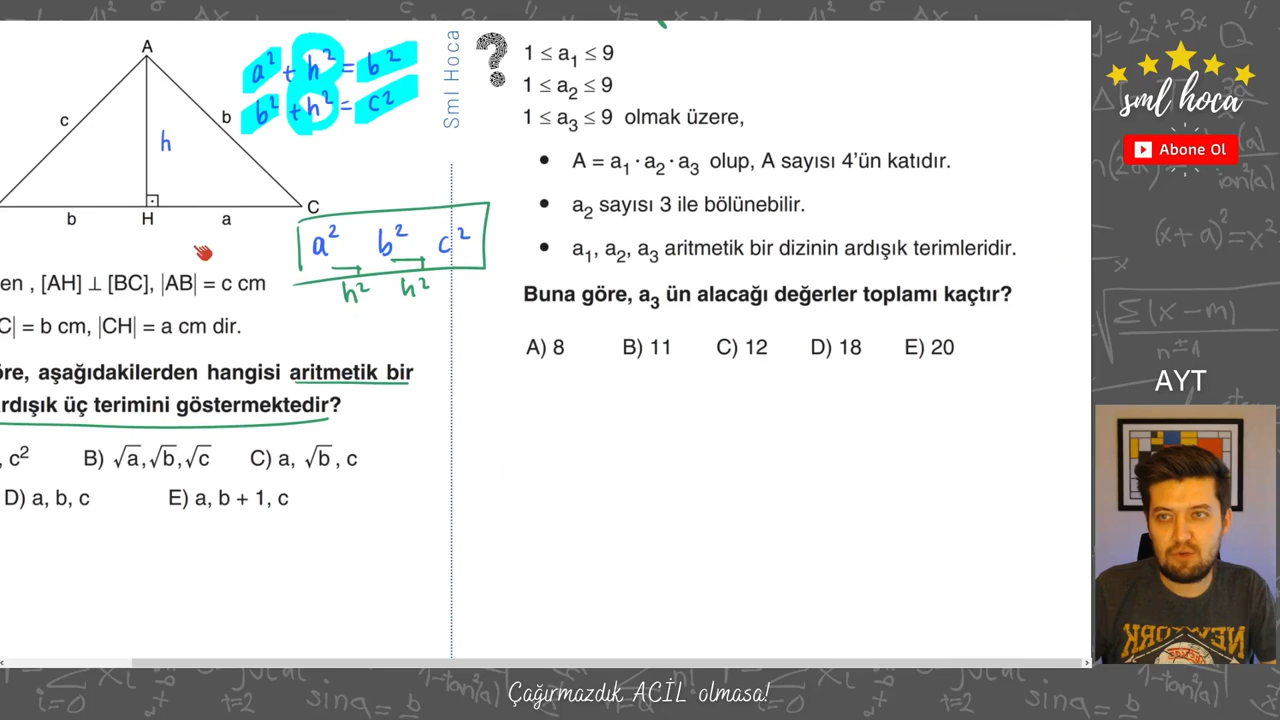 A
c
b
h
b
H
a
C
a² + h² = b²
b² + h² = c²
a² b² c²
h² h²
en , [AH] ⊥ [BC], |AB| = c cm
C| = b cm, |CH| = a cm dir.
öre, aşağıdakilerden hangisi aritmetik bir
rdışık üç terimini göstermektedir?
, c² B) √a,√b,√c C) a, √b , c
D) a, b, c E) a, b + 1, c
Sml Hoca
?
1 ≤ a₁ ≤ 9
1 ≤ a₂ ≤ 9
1 ≤ a₃ ≤ 9 olmak üzere,
• A = a₁ · a₂ · a₃ olup, A sayısı 4’ün katıdır.
• a₂ sayısı 3 ile bölünebilir.
• a₁, a₂, a₃ aritmetik bir dizinin ardışık terimleridir.
Buna göre, a₃ ün alacağı değerler toplamı kaçtır?
A) 8 B) 11 C) 12 D) 18 E) 20
sml hoca
Abone Ol
AYT
NEWYORK
Çağırmazdık ACİL olmasa!